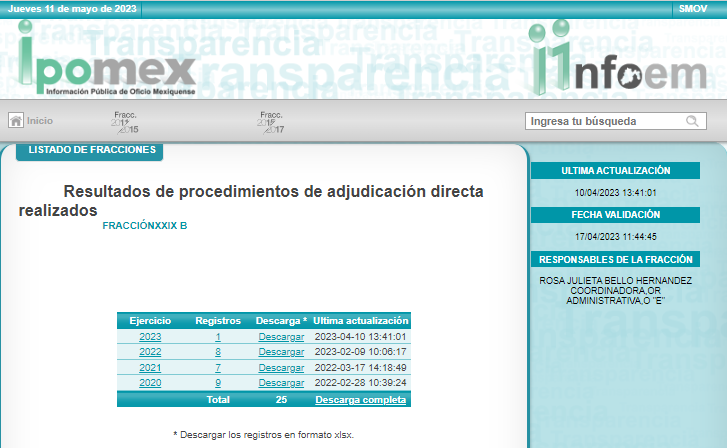 Jueves 11 de mayo de 2023
SMOV
ipomex
Información Pública de Oficio Mexiquense
Transparencia
infoem
Inicio
Fracc.
Fracc.
Ingresa tu búsqueda
LISTADO DE FRACCIONES
Resultados de procedimientos de adjudicación directa
realizados
FRACCIÓNXXIX B
Ejercicio Registros Descarga * Ultima actualización
2023 1 Descargar 2023-04-10 13:41:01
2022 8 Descargar 2023-02-09 10:06:17
2021 7 Descargar 2022-03-17 14:18:49
2020 9 Descargar 2022-02-28 10:39:24
Total 25 Descarga completa
* Descargar los registros en formato xlsx.
ULTIMA ACTUALIZACIÓN
10/04/2023 13:41:01
FECHA VALIDACIÓN
17/04/2023 11:44:45
RESPONSABLES DE LA FRACCIÓN
ROSA JULIETA BELLO HERNANDEZ
COORDINADORA,OR
ADMINISTRATIVA,O "E"